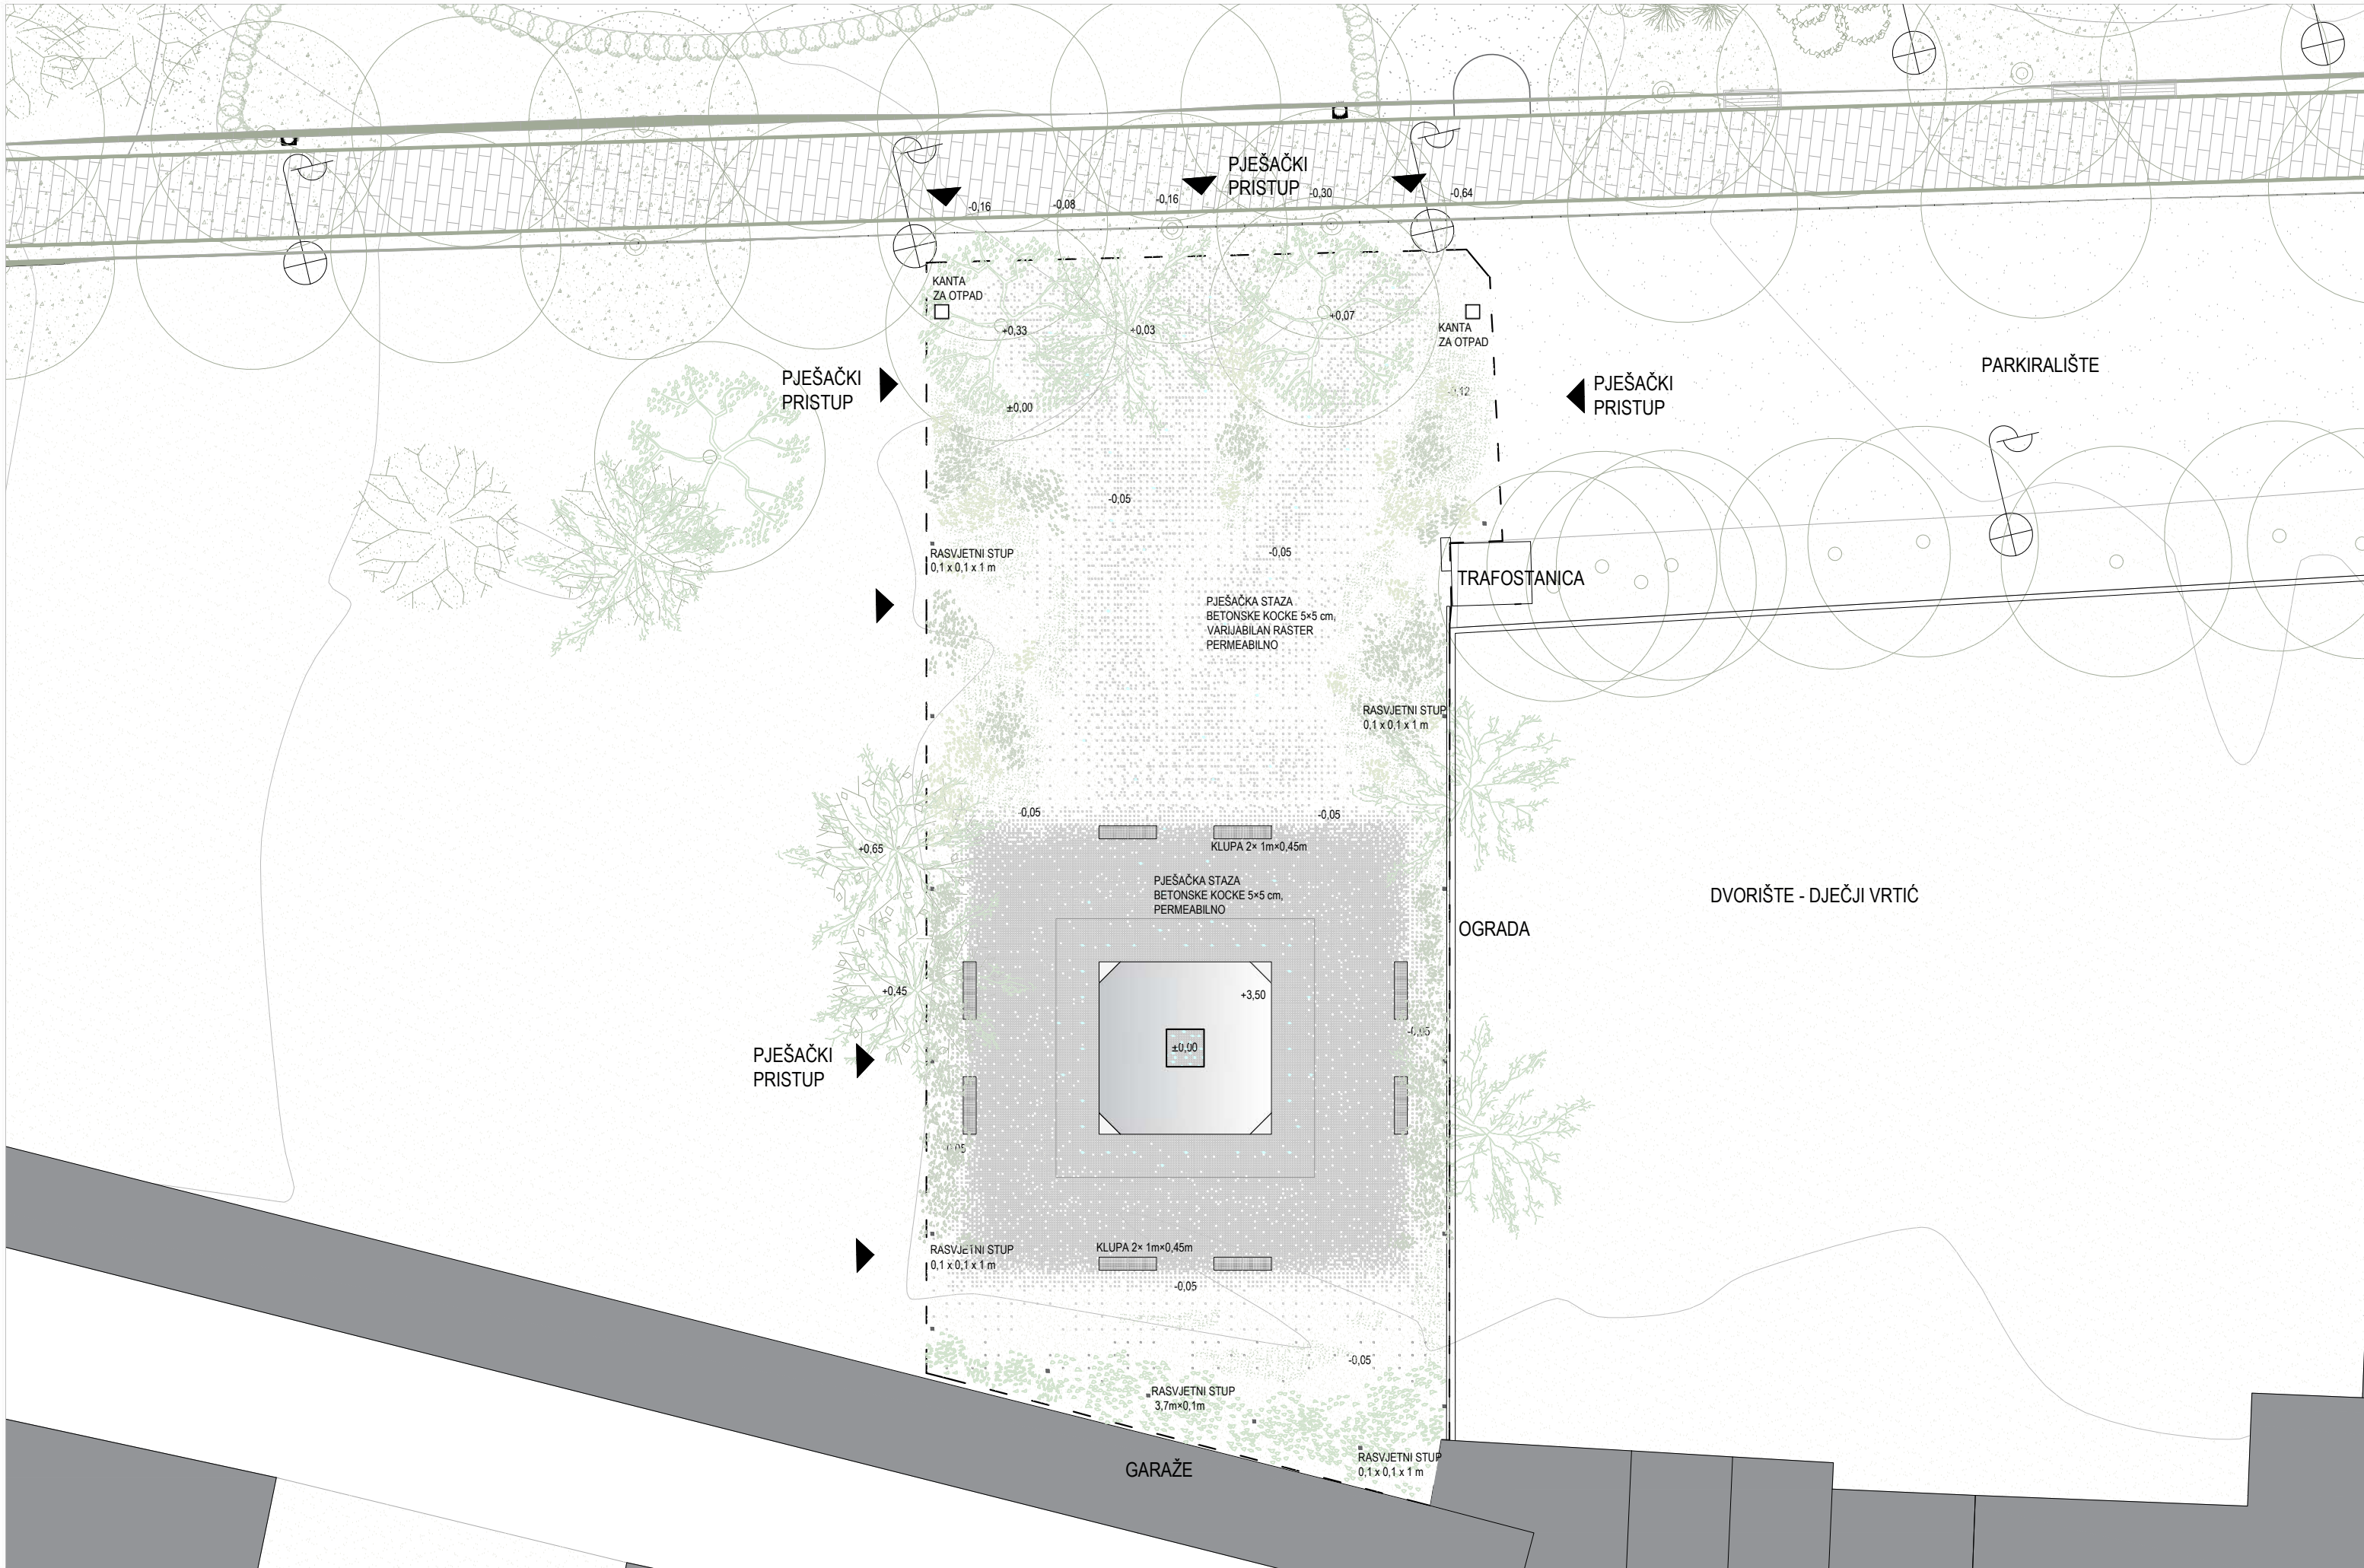 PJEŠAČKI
PRISTUP
-0,16
-0,08
-0,16
-0,30
-0,64
KANTA
ZA OTPAD
+0,33
+0,03
+0,07
KANTA
ZA OTPAD
PARKIRALIŠTE
PJEŠAČKI
PRISTUP
PJEŠAČKI
PRISTUP
-0,12
±0,00
-0,05
-0,05
RASVJETNI STUP
0,1 x 0,1 x 1 m
TRAFOSTANICA
PJEŠAČKA STAZA
BETONSKE KOCKE 5×5 cm,
VARIJABILAN RASTER
PERMEABILNO
RASVJETNI STUP
0,1 x 0,1 x 1 m
-0,05
-0,05
+0,65
KLUPA 2× 1m×0,45m
PJEŠAČKA STAZA
BETONSKE KOCKE 5×5 cm,
PERMEABILNO
DVORIŠTE - DJEČJI VRTIĆ
OGRADA
+0,45
+3,50
-0,05
±0,00
PJEŠAČKI
PRISTUP
-0,05
RASVJETNI STUP
0,1 x 0,1 x 1 m
KLUPA 2× 1m×0,45m
-0,05
-0,05
RASVJETNI STUP
3,7m×0,1m
RASVJETNI STUP
0,1 x 0,1 x 1 m
GARAŽE